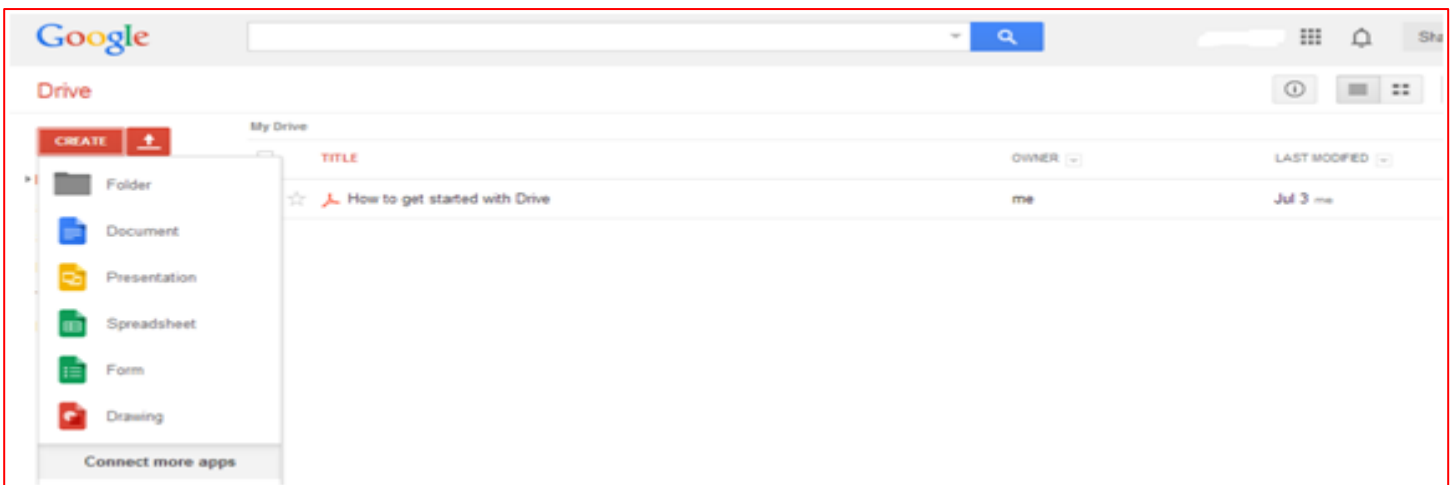 Google
Sha
Drive
CREATE
My Drive
TITLE OWNER LAST MODIFIED
How to get started with Drive me Jul 3 me
Folder
Document
Presentation
Spreadsheet
Form
Drawing
Connect more apps